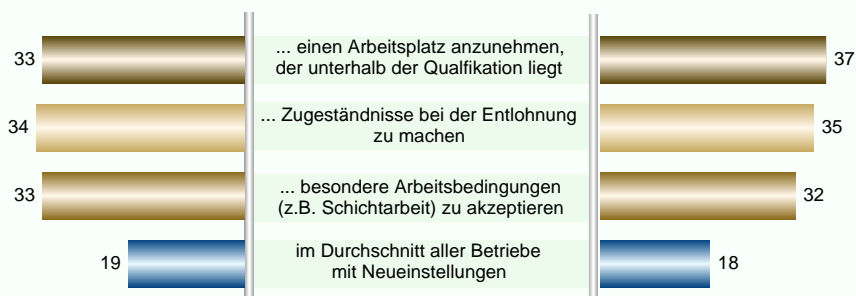 33
... einen Arbeitsplatz anzunehmen,
der unterhalb der Qualfikation liegt
37
34
... Zugeständnisse bei der Entlohnung
zu machen
35
33
... besondere Arbeitsbedingungen
(z.B. Schichtarbeit) zu akzeptieren
32
19
im Durchschnitt aller Betriebe
mit Neueinstellungen
18